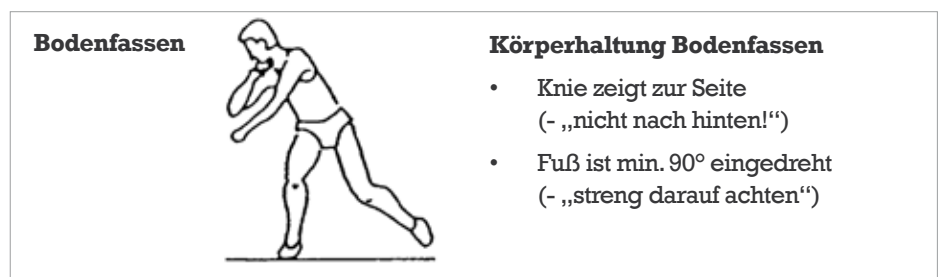 Bodenfassen
Körperhaltung Bodenfassen
• Knie zeigt zur Seite
(- „nicht nach hinten!“)
• Fuß ist min. 90° eingedreht
(- „streng darauf achten“)